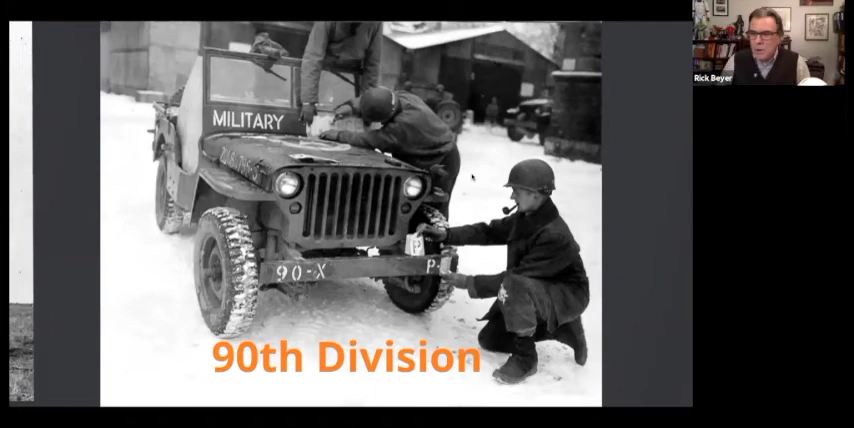 Rick Beyer
MILITARY
90-X
P-
90th Division